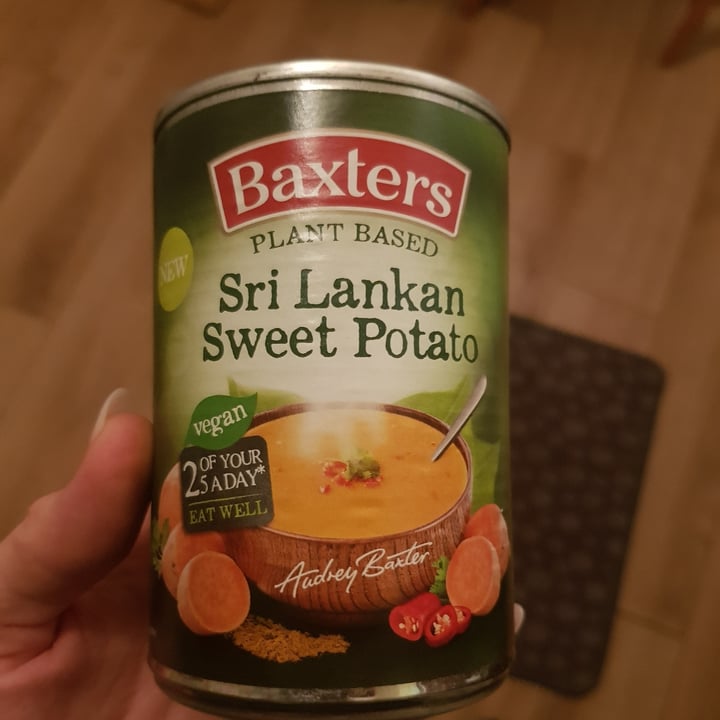 Baxters
PLANT BASED
NEW
Sri Lankan
Sweet Potato
vegan
2 OF YOUR
5 A DAY*
EAT WELL
Audrey Baxter